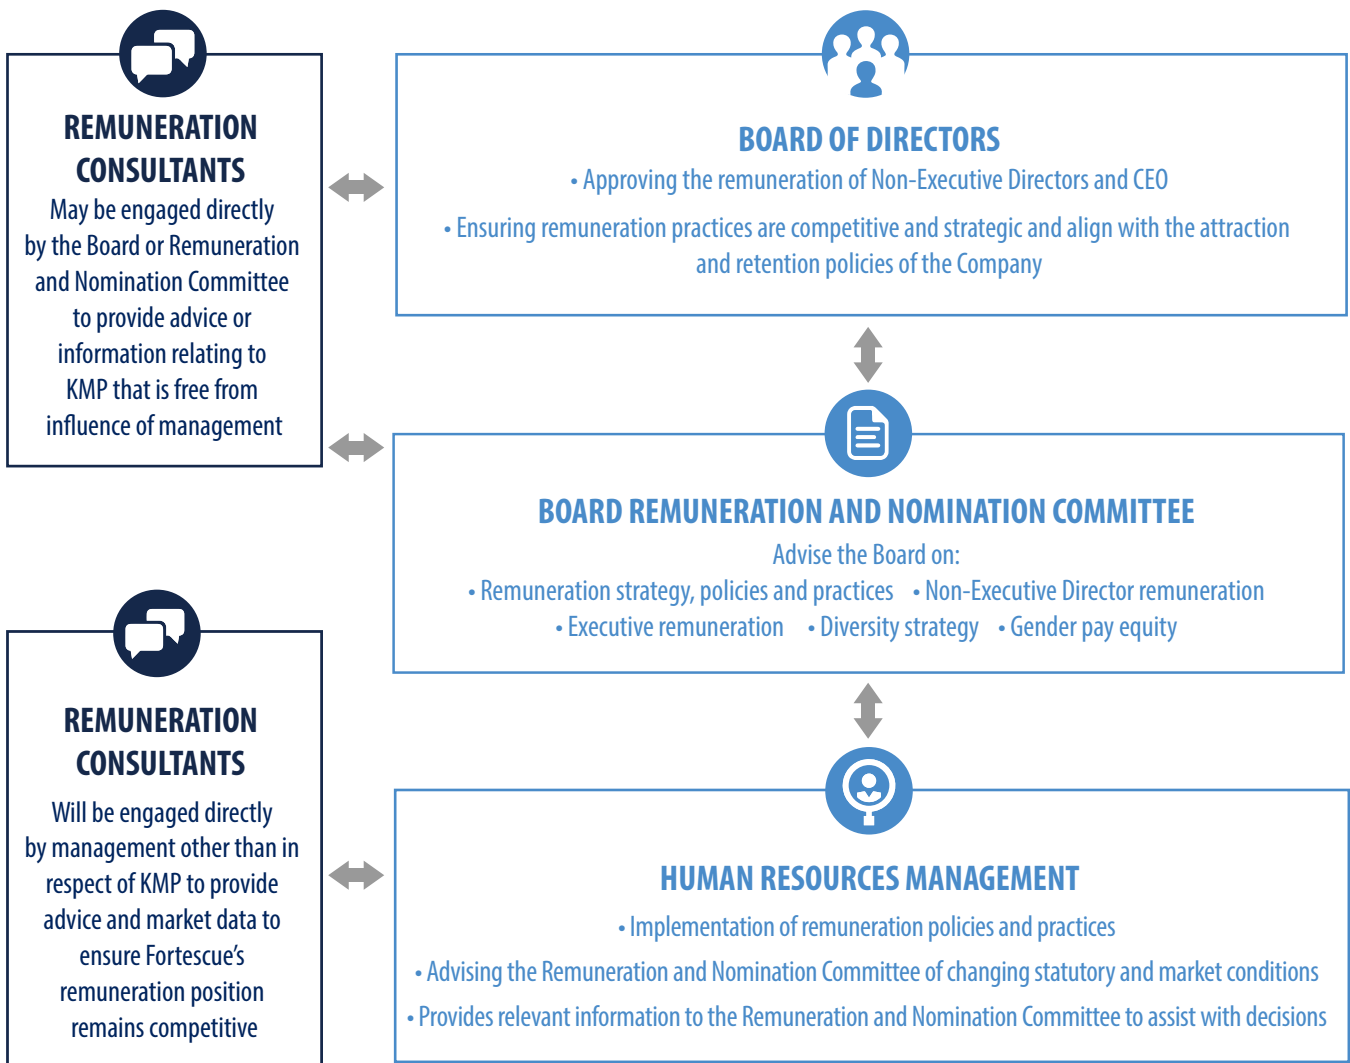 REMUNERATION
CONSULTANTS
May be engaged directly
by the Board or Remuneration
and Nomination Committee
to provide advice or
information relating to
KMP that is free from
influence of management
BOARD OF DIRECTORS
• Approving the remuneration of Non-Executive Directors and CEO
• Ensuring remuneration practices are competitive and strategic and align with the attraction
and retention policies of the Company
BOARD REMUNERATION AND NOMINATION COMMITTEE
Advise the Board on:
• Remuneration strategy, policies and practices • Non-Executive Director remuneration
• Executive remuneration • Diversity strategy • Gender pay equity
REMUNERATION
CONSULTANTS
Will be engaged directly
by management other than in
respect of KMP to provide
advice and market data to
ensure Fortescue’s
remuneration position
remains competitive
HUMAN RESOURCES MANAGEMENT
• Implementation of remuneration policies and practices
• Advising the Remuneration and Nomination Committee of changing statutory and market conditions
• Provides relevant information to the Remuneration and Nomination Committee to assist with decisions